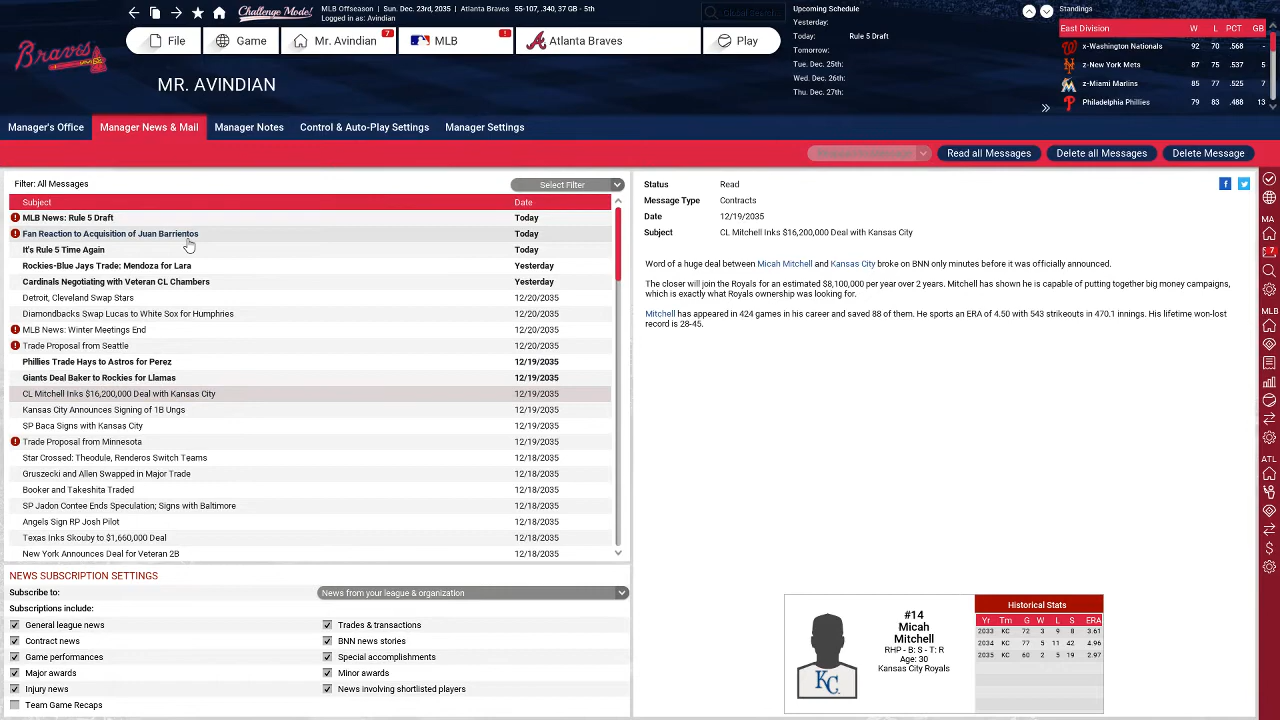 Challenge Mode!
MLB Offseason | Sun. Dec. 23rd, 2035 | Atlanta Braves 55-107, .340, 37 GB - 5th
Logged in as: Avindian
Global Search...
File
Game
Mr. Avindian
7
MLB
!
Atlanta Braves
Play
Upcoming Schedule
Yesterday:
Today: Rule 5 Draft
Tomorrow:
Tue. Dec. 25th:
Wed. Dec. 26th:
Thu. Dec. 27th:
Standings
East Division W L PCT GB
x-Washington Nationals 92 70 .568 -
z-New York Mets 87 75 .537 5
z-Miami Marlins 85 77 .525 7
Philadelphia Phillies 79 83 .488 13
Braves
MR. AVINDIAN
Manager's Office
Manager News & Mail
Manager Notes
Control & Auto-Play Settings
Manager Settings
Read all Messages
Delete all Messages
Delete Message
Filter: All Messages
Select Filter
Subject Date
MLB News: Rule 5 Draft Today
Fan Reaction to Acquisition of Juan Barrientos Today
It's Rule 5 Time Again Today
Rockies-Blue Jays Trade: Mendoza for Lara Yesterday
Cardinals Negotiating with Veteran CL Chambers Yesterday
Detroit, Cleveland Swap Stars 12/20/2035
Diamondbacks Swap Lucas to White Sox for Humphries 12/20/2035
MLB News: Winter Meetings End 12/20/2035
Trade Proposal from Seattle 12/20/2035
Phillies Trade Hays to Astros for Perez 12/19/2035
Giants Deal Baker to Rockies for Llamas 12/19/2035
CL Mitchell Inks $16,200,000 Deal with Kansas City 12/19/2035
Kansas City Announces Signing of 1B Ungs 12/19/2035
SP Baca Signs with Kansas City 12/19/2035
Trade Proposal from Minnesota 12/19/2035
Star Crossed: Theodule, Renderos Switch Teams 12/18/2035
Gruszecki and Allen Swapped in Major Trade 12/18/2035
Booker and Takeshita Traded 12/18/2035
SP Jadon Contee Ends Speculation; Signs with Baltimore 12/18/2035
Angels Sign RP Josh Pilot 12/18/2035
Texas Inks Skouby to $1,660,000 Deal 12/18/2035
New York Announces Deal for Veteran 2B 12/18/2035
NEWS SUBSCRIPTION SETTINGS
Subscribe to: News from your league & organization
Subscriptions include:
General league news
Trades & transactions
Contract news
BNN news stories
Game performances
Special accomplishments
Major awards
Minor awards
Injury news
News involving shortlisted players
Team Game Recaps
Status Read
Message Type Contracts
Date 12/19/2035
Subject CL Mitchell Inks $16,200,000 Deal with Kansas City
Word of a huge deal between Micah Mitchell and Kansas City broke on BNN only minutes before it was officially announced.
The closer will join the Royals for an estimated $8,100,000 per year over 2 years. Mitchell has shown he is capable of putting together big money campaigns,
which is exactly what Royals ownership was looking for.
Mitchell has appeared in 424 games in his career and saved 88 of them. He sports an ERA of 4.50 with 543 strikeouts in 470.1 innings. His lifetime won-lost
record is 28-45.
KC
#14
Micah
Mitchell
RHP - B: S - T: R
Age: 30
Kansas City Royals
Historical Stats
Yr Tm G W L S ERA
2033 KC 72 3 9 8 3.61
2034 KC 77 5 11 42 4.96
2035 KC 60 2 5 19 2.97
MA
7
MLB
ATL